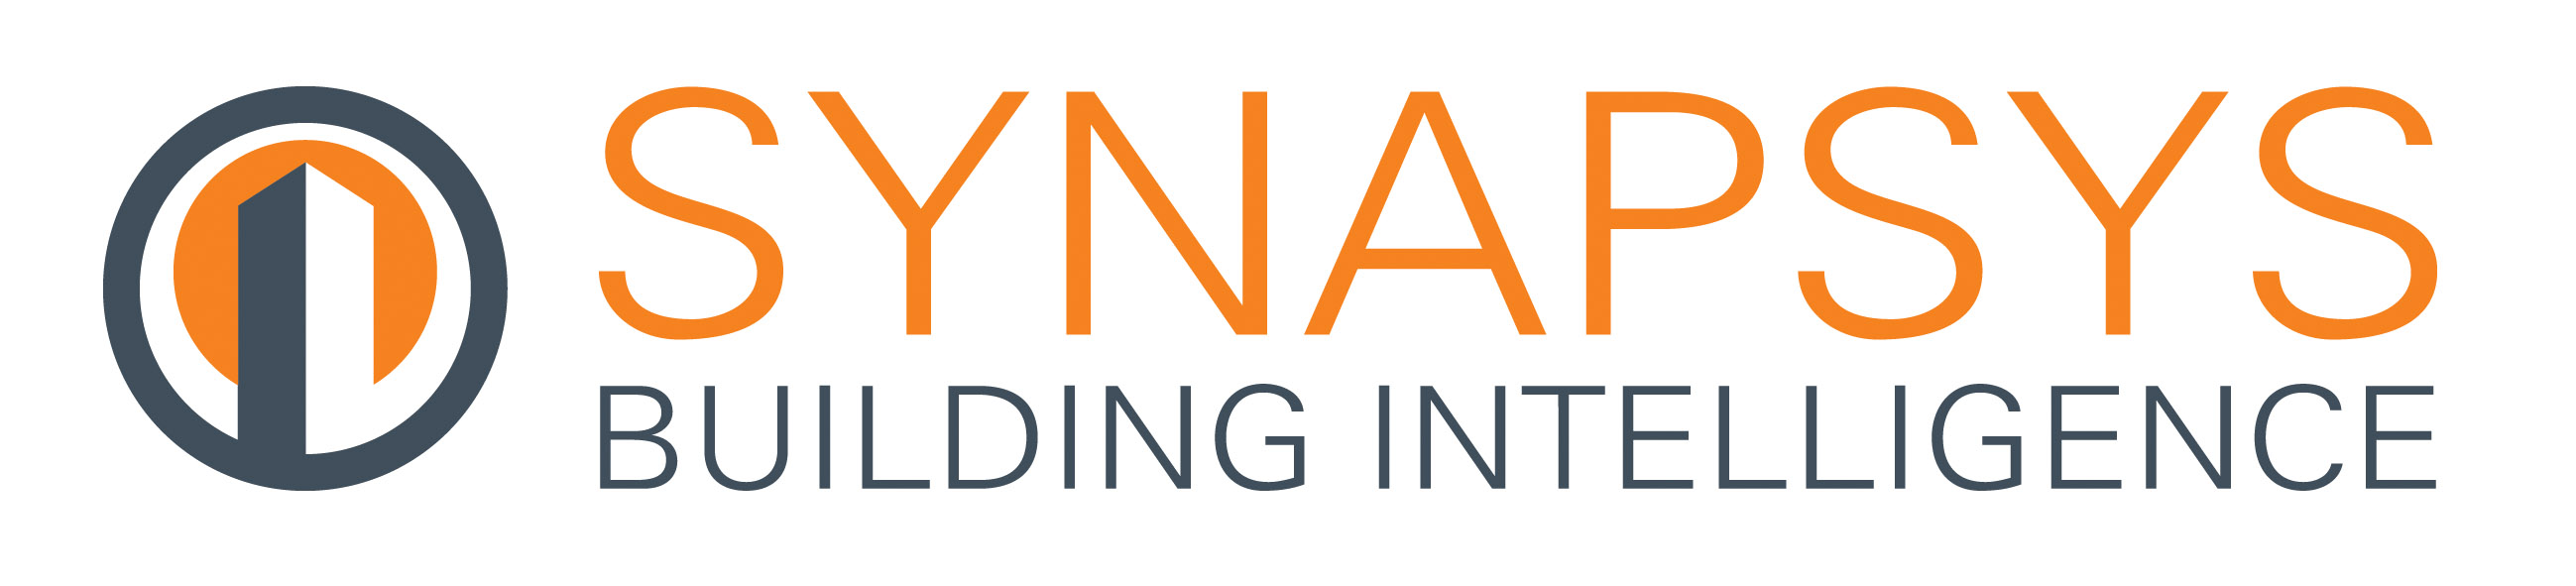 SYNAPSYS
BUILDING INTELLIGENCE